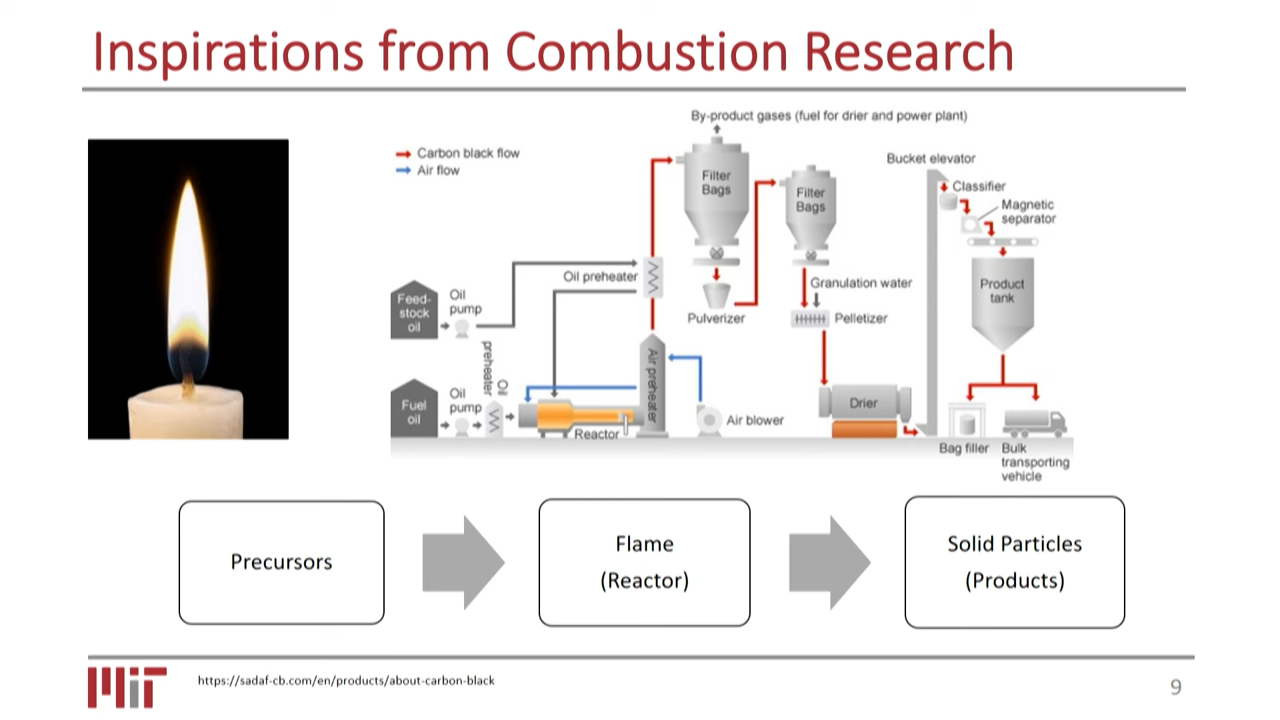 Inspirations from Combustion Research
By-product gases (fuel for drier and power plant)
Carbon black flow
Air flow
Filter
Bags
Filter
Bags
Bucket elevator
Classifier
Magnetic
separator
Product
tank
Oil preheater
Granulation water
Pulverizer
Pelletizer
Feed-
stock
oil
Oil
pump
Oil
preheater
Fuel
oil
Oil
pump
Reactor
Air preheater
Air blower
Drier
Bag filler
Bulk
transporting
vehicle
Precursors
Flame
(Reactor)
Solid Particles
(Products)
MIT
https://sadaf-cb.com/en/products/about-carbon-black
9